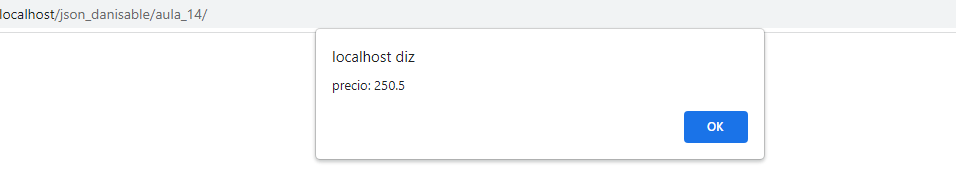 localhost/json_danisable/aula_14/
localhost diz
precio: 250.5
OK